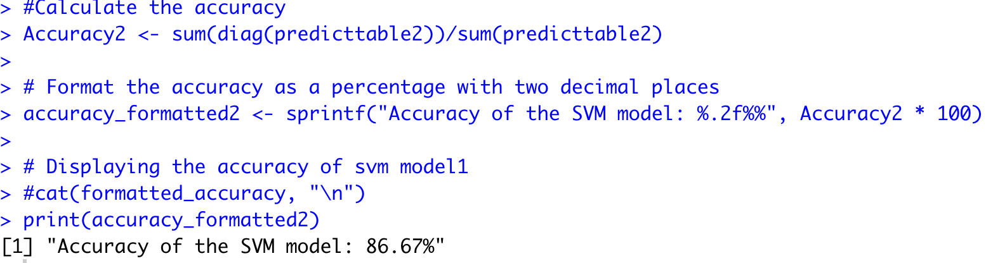 > #Calculate the accuracy
> Accuracy2 <- sum(diag(predicttable2))/sum(predicttable2)
>
> # Format the accuracy as a percentage with two decimal places
> accuracy_formatted2 <- sprintf("Accuracy of the SVM model: %.2f%%", Accuracy2 * 100)
>
> # Displaying the accuracy of svm model1
> #cat(formatted_accuracy, "\n")
> print(accuracy_formatted2)
[1] "Accuracy of the SVM model: 86.67%"